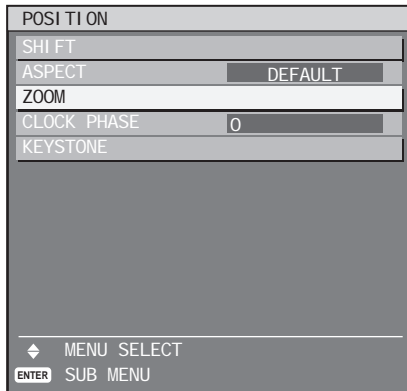 POSITION
SHIFT
ASPECT DEFAULT
ZOOM
CLOCK PHASE 0
KEYSTONE
MENU SELECT
ENTER SUB MENU